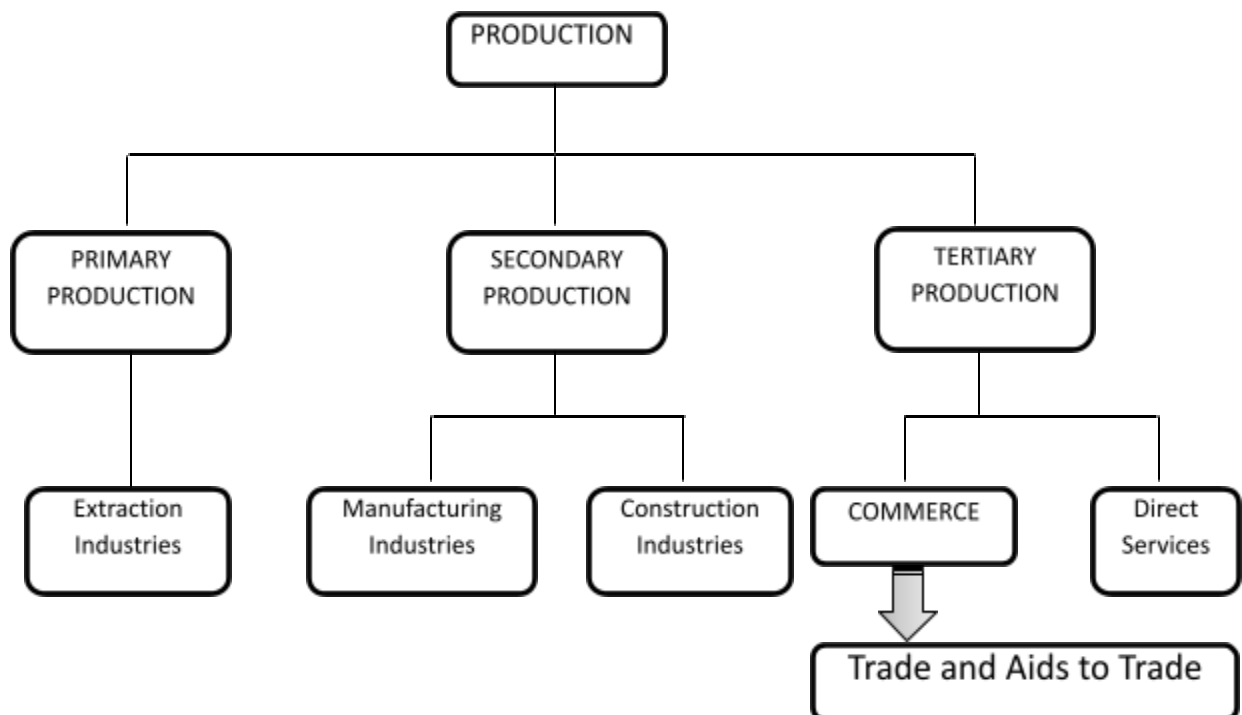 PRODUCTION
PRIMARY
PRODUCTION
SECONDARY
PRODUCTION
TERTIARY
PRODUCTION
Extraction
Industries
Manufacturing
Industries
Construction
Industries
COMMERCE
Direct
Services
Trade and Aids to Trade